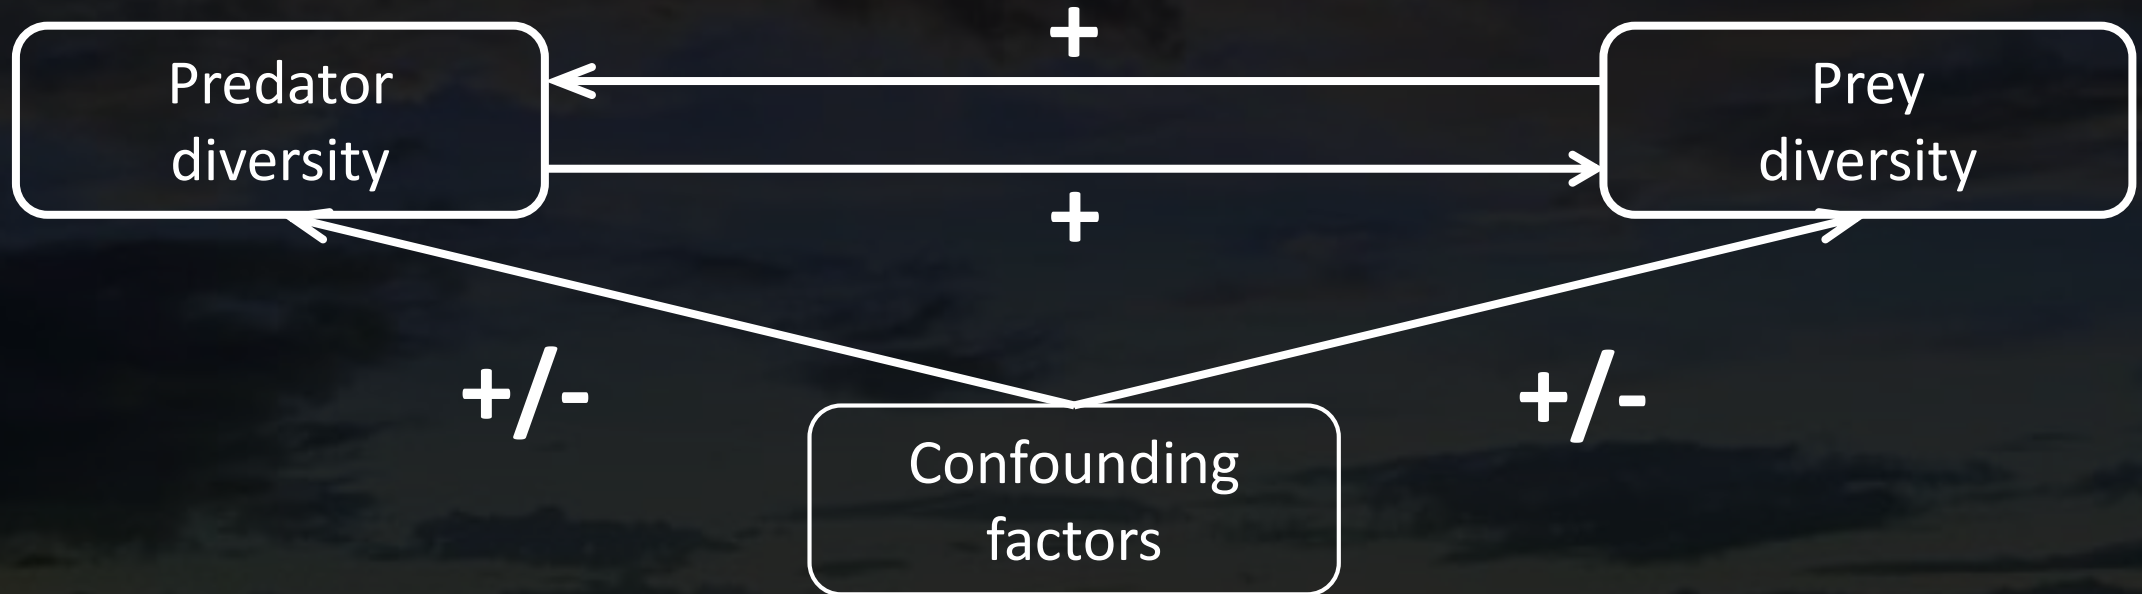 +
Predator
diversity
Prey
diversity
+
+/-
+/-
Confounding
factors